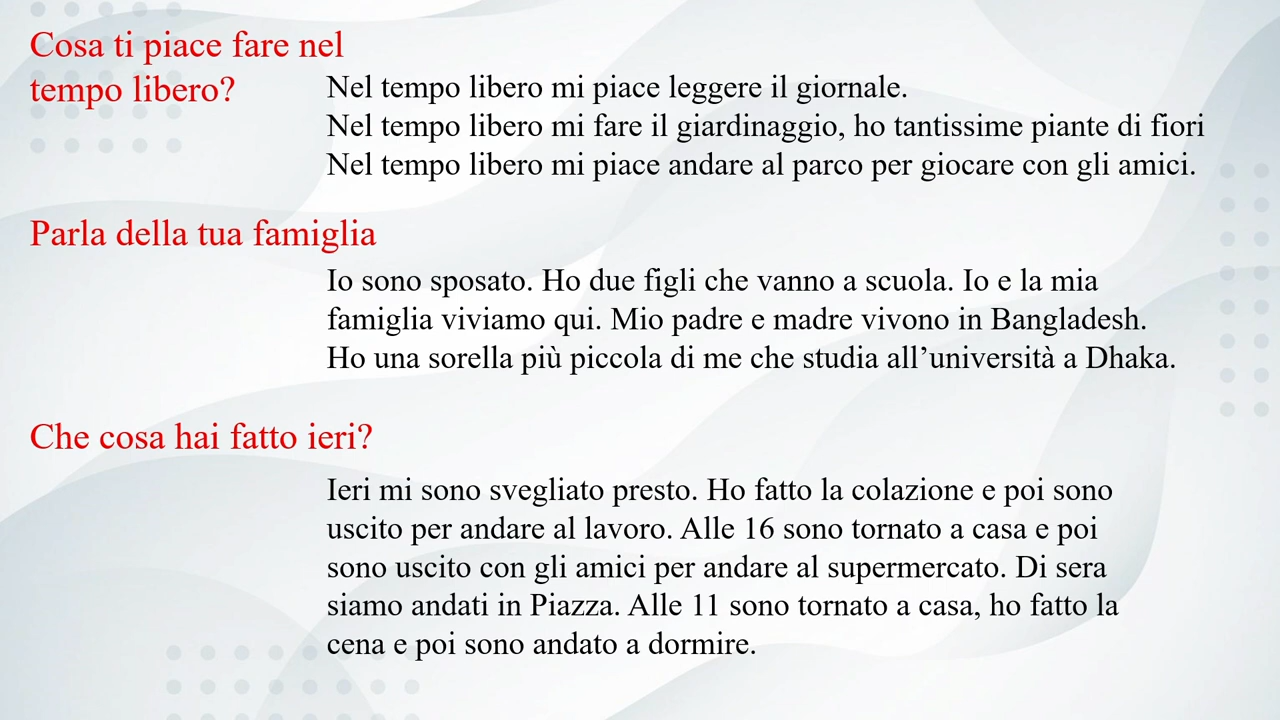 Cosa ti piace fare nel
tempo libero?
Nel tempo libero mi piace leggere il giornale.
Nel tempo libero mi fare il giardinaggio, ho tantissime piante di fiori
Nel tempo libero mi piace andare al parco per giocare con gli amici.
Parla della tua famiglia
Io sono sposato. Ho due figli che vanno a scuola. Io e la mia
famiglia viviamo qui. Mio padre e madre vivono in Bangladesh.
Ho una sorella più piccola di me che studia all’università a Dhaka.
Che cosa hai fatto ieri?
Ieri mi sono svegliato presto. Ho fatto la colazione e poi sono
uscito per andare al lavoro. Alle 16 sono tornato a casa e poi
sono uscito con gli amici per andare al supermercato. Di sera
siamo andati in Piazza. Alle 11 sono tornato a casa, ho fatto la
cena e poi sono andato a dormire.